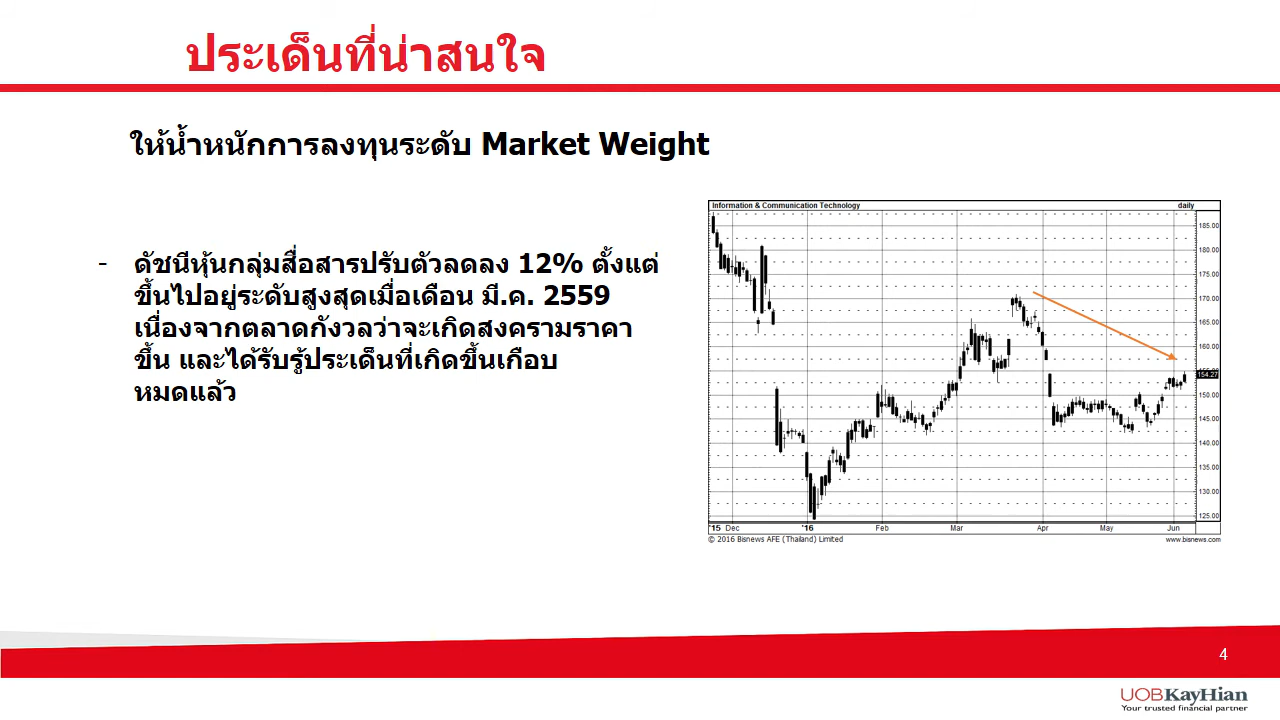 ประเด็นที่น่าสนใจ
ให้น้ำหนักการลงทุนระดับ Market Weight
- ดัชนีหุ้นกลุ่มสื่อสารปรับตัวลดลง 12% ตั้งแต่
ขึ้นไปอยู่ระดับสูงสุดเมื่อเดือน มี.ค. 2559
เนื่องจากตลาดกังวลว่าจะเกิดสงครามราคา
ขึ้น และได้รับรู้ประเด็นที่เกิดขึ้นเกือบ
หมดแล้ว
Information & Communication Technology daily
185.00
180.00
175.00
170.00
165.00
160.00
154.27
150.00
145.00
140.00
135.00
130.00
125.00
'15 Dec '16 Feb Mar Apr May Jun
© 2016 Bisnews AFE (Thailand) Limited www.bisnews.com
4
UOBKayHian
Your trusted financial partner